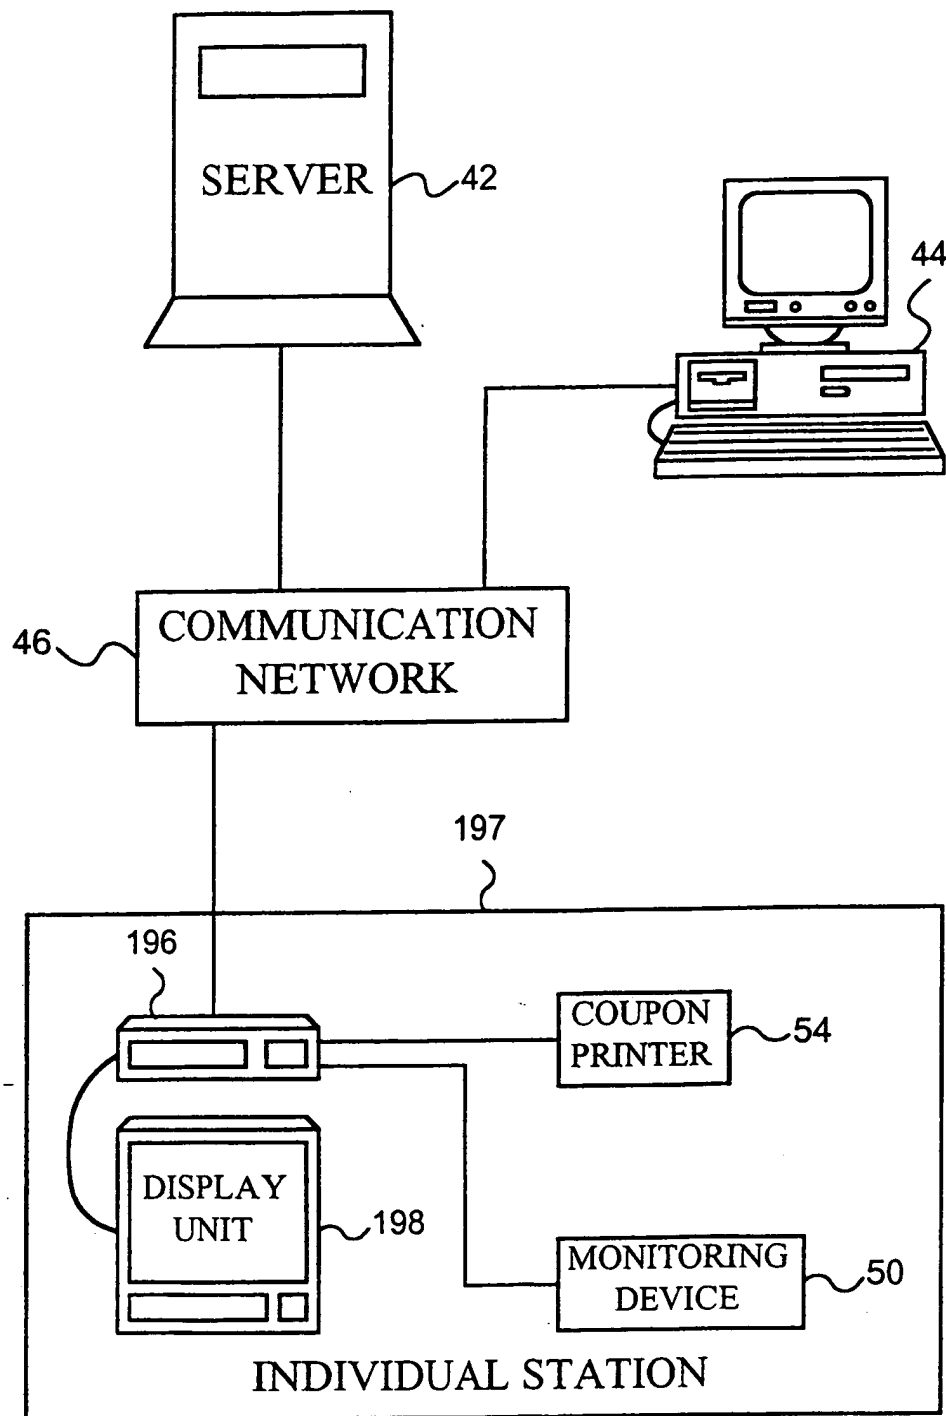 SERVER
42
44
COMMUNICATION
NETWORK
46
197
196
COUPON
PRINTER
54
DISPLAY
UNIT
198
MONITORING
DEVICE
50
INDIVIDUAL STATION